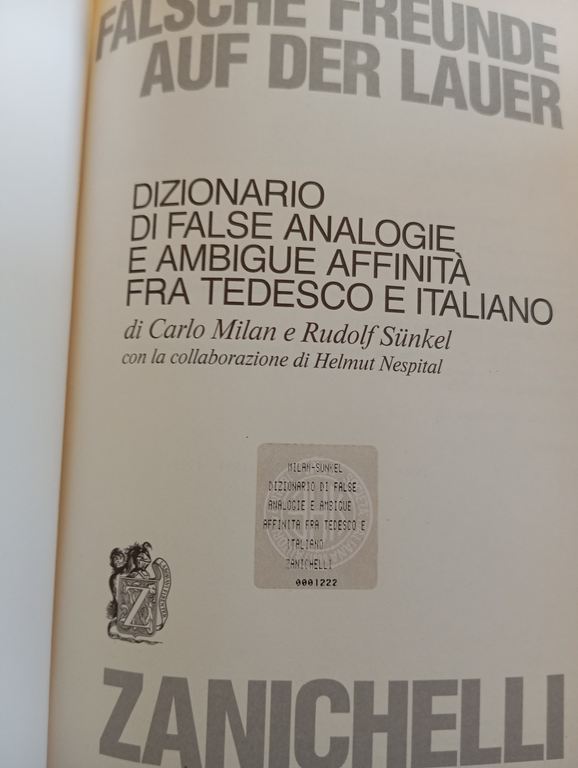 FALSCHE FREUNDE
AUF DER LAUER
DIZIONARIO
DI FALSE ANALOGIE
E AMBIGUE AFFINITÀ
FRA TEDESCO E ITALIANO
di Carlo Milan e Rudolf Sünkel
con la collaborazione di Helmut Nespital
MILAN-SUNKEL
DIZIONARIO DI FALSE
ANALOGIE E AMBIGUE
AFFINITA FRA TEDESCO E
ITALIANO
ZANICHELLI
0001222
Z
ZANICHELLI